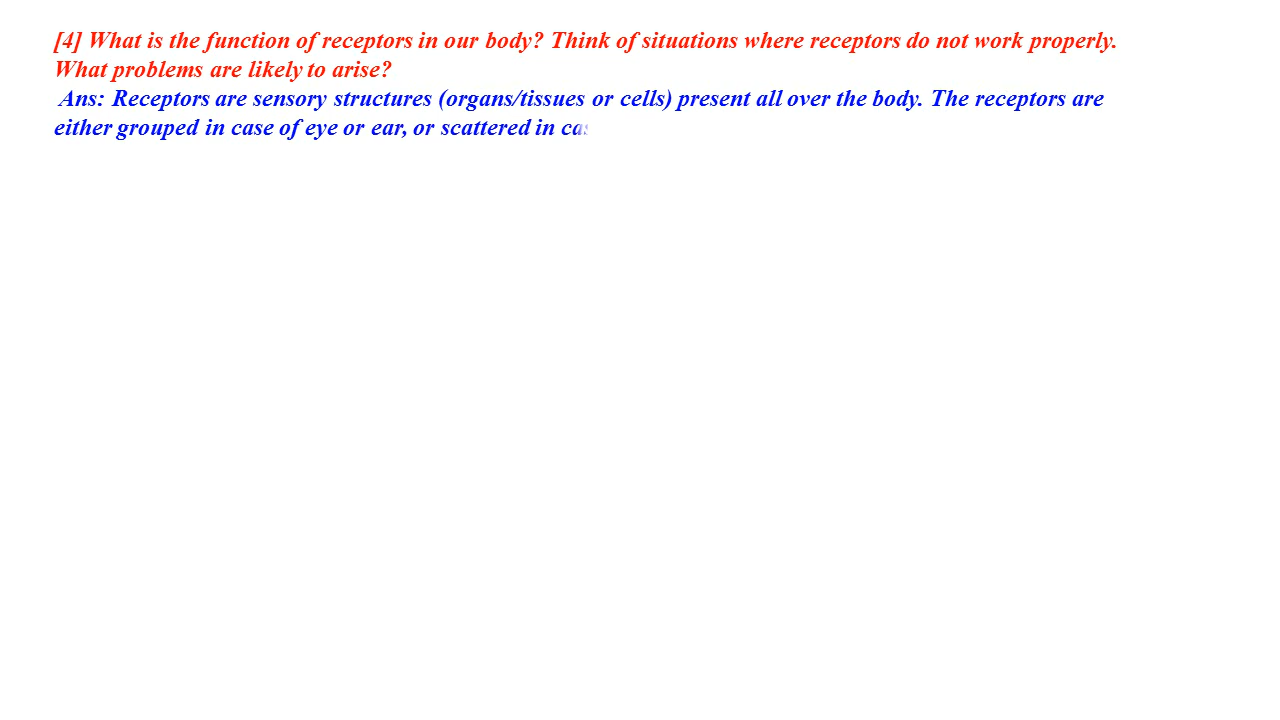 [4] What is the function of receptors in our body? Think of situations where receptors do not work properly.
What problems are likely to arise?
Ans: Receptors are sensory structures (organs/tissues or cells) present all over the body. The receptors are
either grouped in case of eye or ear, or scattered in